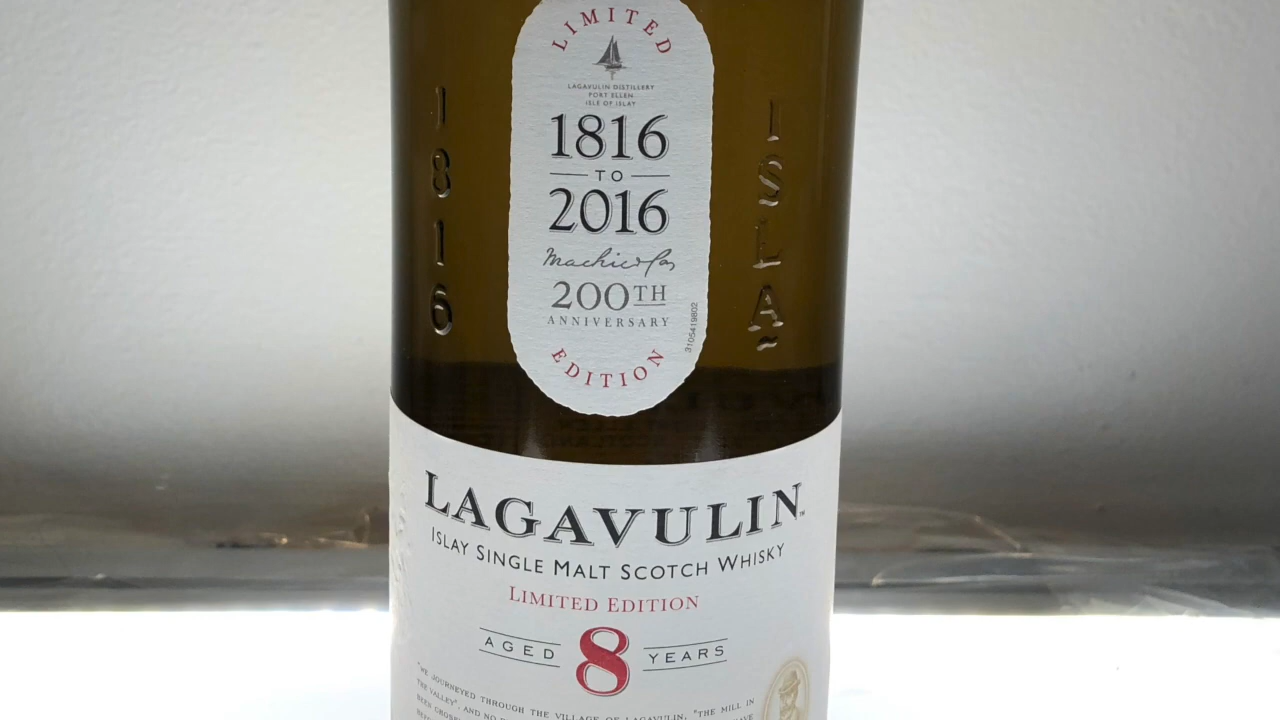 LIMITED
LAGAVULIN DISTILLERY
PORT ELLEN
ISLE OF ISLAY
1816
TO
2016
200TH
ANNIVERSARY
EDITION
3105419802
1816
ISLA
LAGAVULIN™
ISLAY SINGLE MALT SCOTCH WHISKY
LIMITED EDITION
AGED 8 YEARS
"WE JOURNEYED THROUGH THE VILLAGE OF LAGAVULIN, "THE MILL IN
THE VALLEY", AND NO